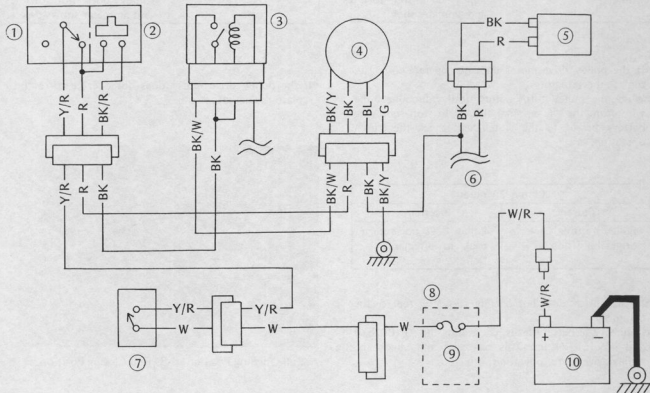 ① ② ③ ④ BK ⑤
R
Y/R R BK/R BK/W BK BK/Y BK BL G BK R
Y/R R BK BK/W R BK BK/Y ⑥
W/R
Y/R Y/R ⑧ W/R
W W W
⑦ ⑨ + − ⑩